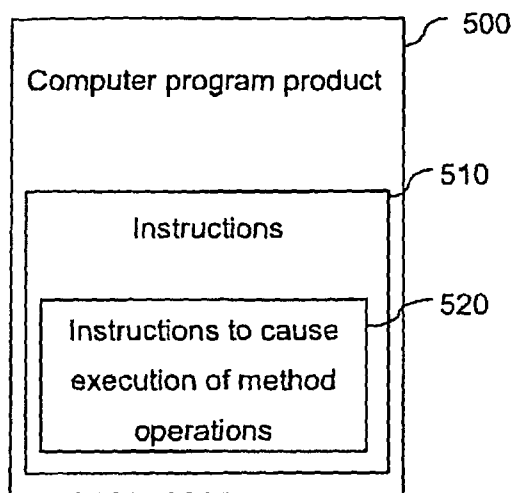 500
Computer program product
510
Instructions
520
Instructions to cause
execution of method
operations